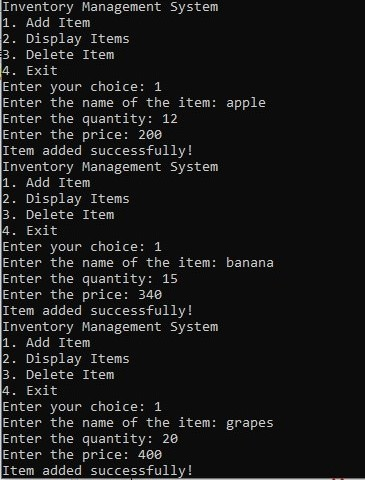 Inventory Management System
1. Add Item
2. Display Items
3. Delete Item
4. Exit
Enter your choice: 1
Enter the name of the item: apple
Enter the quantity: 12
Enter the price: 200
Item added successfully!
Inventory Management System
1. Add Item
2. Display Items
3. Delete Item
4. Exit
Enter your choice: 1
Enter the name of the item: banana
Enter the quantity: 15
Enter the price: 340
Item added successfully!
Inventory Management System
1. Add Item
2. Display Items
3. Delete Item
4. Exit
Enter your choice: 1
Enter the name of the item: grapes
Enter the quantity: 20
Enter the price: 400
Item added successfully!